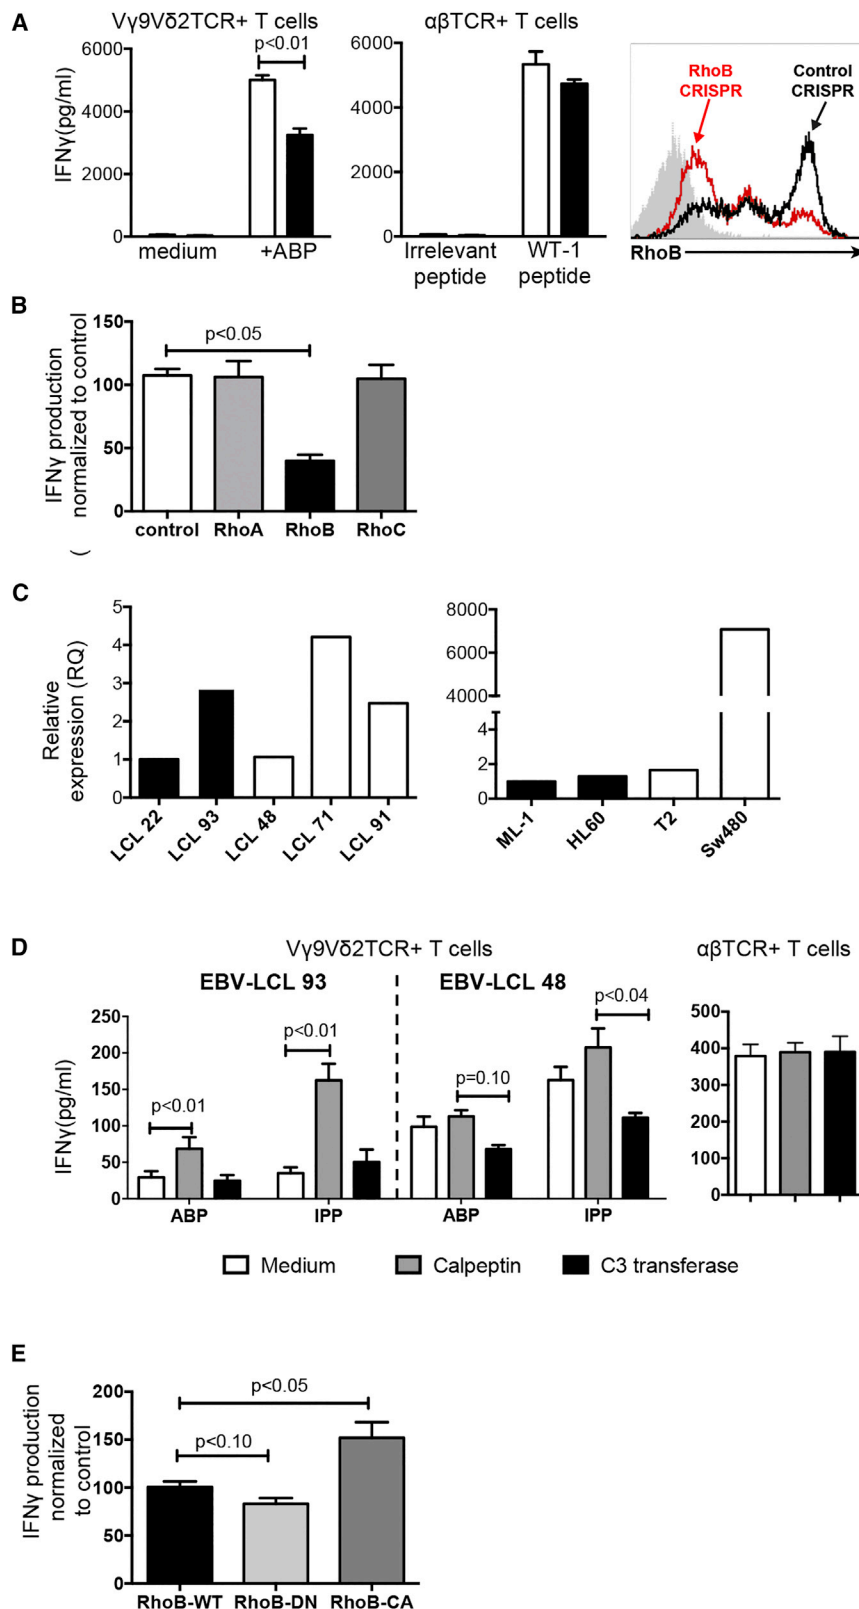 A
Vγ9Vδ2TCR+ T cells
αβTCR+ T cells
IFNγ(pg/ml)
6000
4000
2000
0
p<0.01
medium
+ABP
6000
4000
2000
0
Irrelevant
peptide
WT-1
peptide
RhoB
CRISPR
Control
CRISPR
RhoB
B
IFNγ production
normalized to control
(
150
100
50
0
p<0.05
control
RhoA
RhoB
RhoC
C
Relative
expression (RQ)
5
4
3
2
1
0
LCL 22
LCL 93
LCL 48
LCL 71
LCL 91
8000
6000
4000
4
2
0
ML-1
HL60
T2
Sw480
D
Vγ9Vδ2TCR+ T cells
αβTCR+ T cells
EBV-LCL 93
EBV-LCL 48
IFNγ(pg/ml)
250
200
150
100
50
0
p<0.01
p<0.01
p=0.10
p<0.04
ABP
IPP
ABP
IPP
500
400
300
200
100
0
Medium
Calpeptin
C3 transferase
E
IFNγ production
normalized
to control
200
150
100
50
0
p<0.05
p<0.10
RhoB-WT
RhoB-DN
RhoB-CA